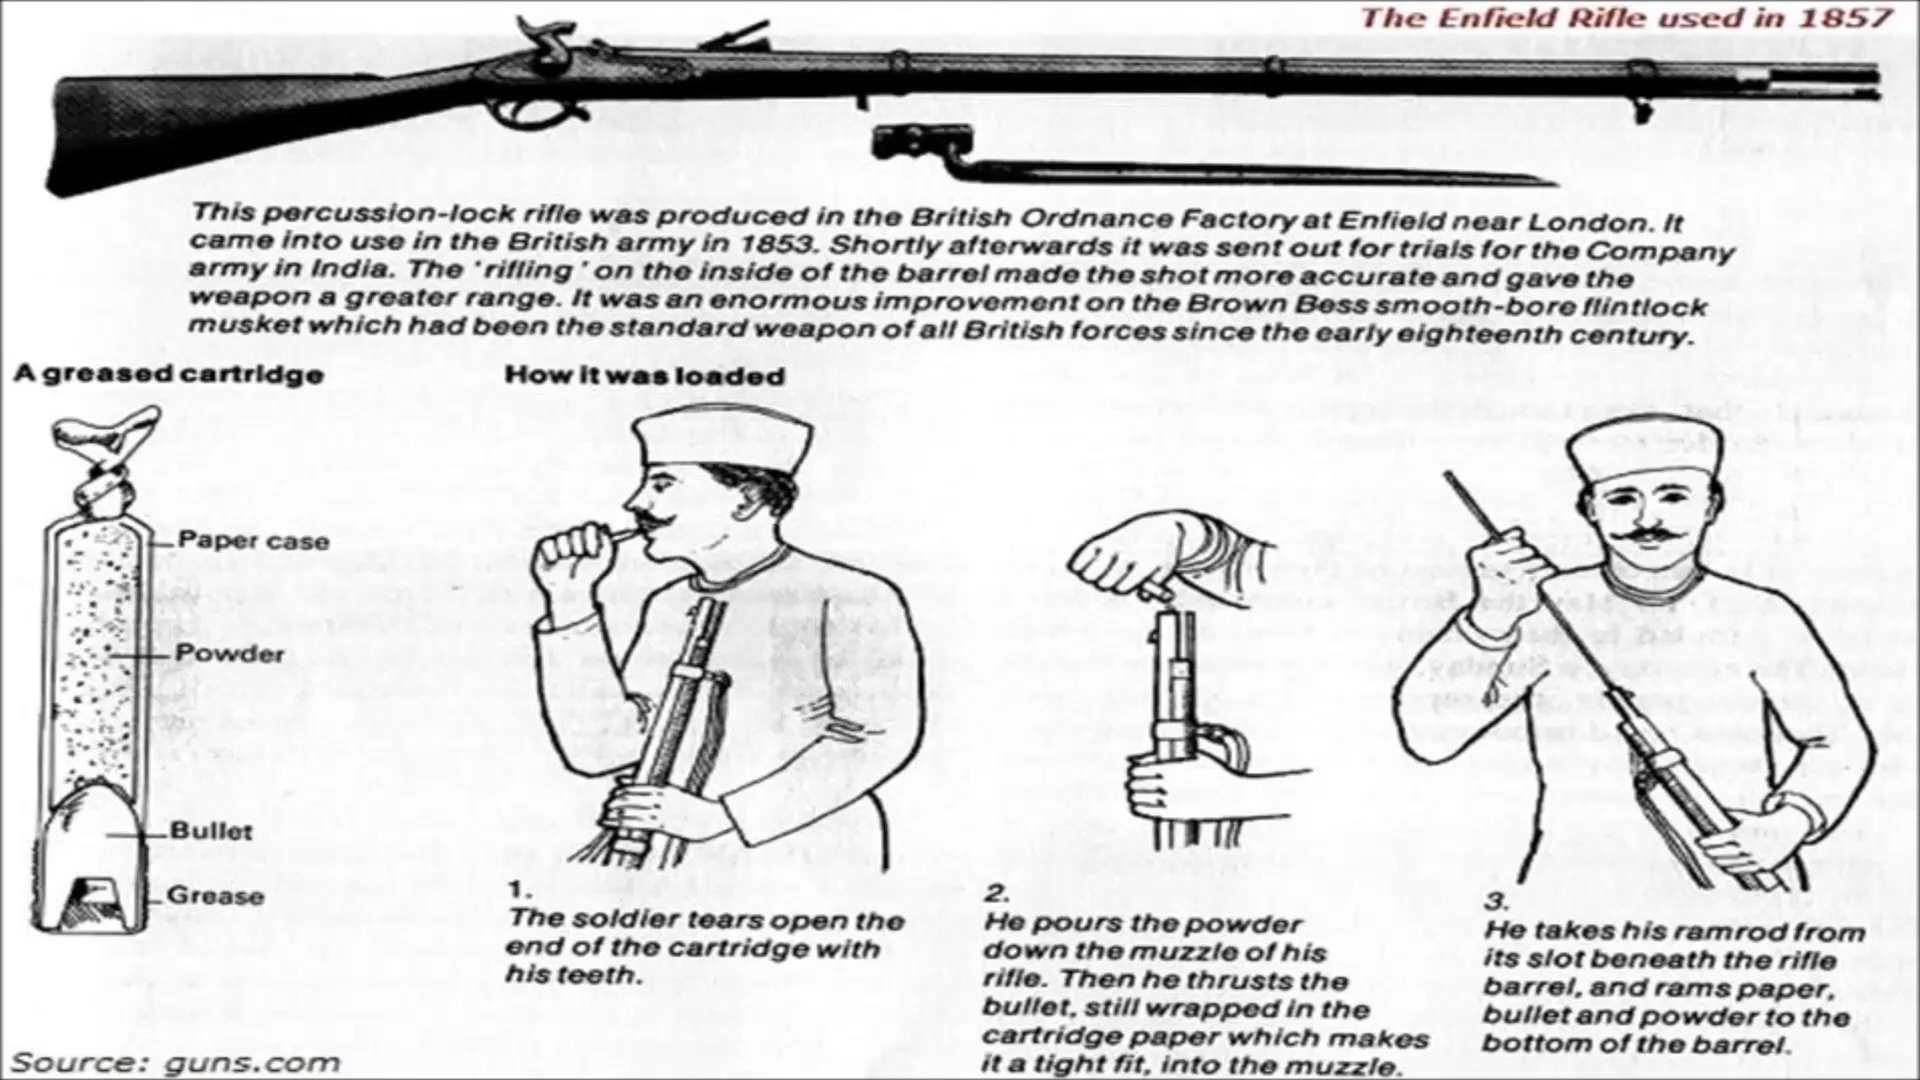 The Enfield Rifle used in 1857
This percussion-lock rifle was produced in the British Ordnance Factory at Enfield near London. It
came into use in the British army in 1853. Shortly afterwards it was sent out for trials for the Company
army in India. The 'rifling' on the inside of the barrel made the shot more accurate and gave the
weapon a greater range. It was an enormous improvement on the Brown Bess smooth-bore flintlock
musket which had been the standard weapon of all British forces since the early eighteenth century.
A greased cartridge
Paper case
Powder
Bullet
Grease
How it was loaded
1.
The soldier tears open the
end of the cartridge with
his teeth.
2.
He pours the powder
down the muzzle of his
rifle. Then he thrusts the
bullet, still wrapped in the
cartridge paper which makes
it a tight fit, into the muzzle.
3.
He takes his ramrod from
its slot beneath the rifle
barrel, and rams paper,
bullet and powder to the
bottom of the barrel.
Source: guns.com